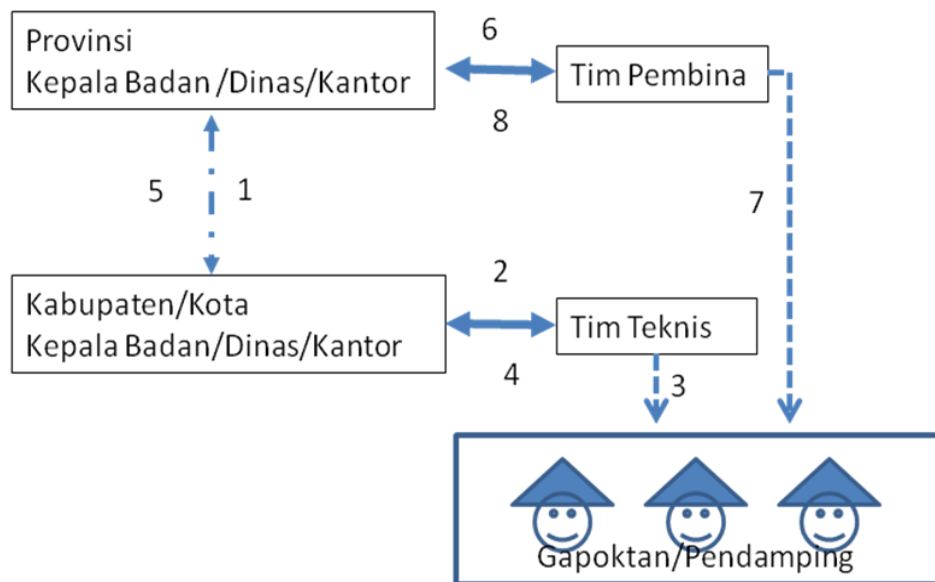 Provinsi
Kepala Badan /Dinas/Kantor
6
8
Tim Pembina
5
1
7
Kabupaten/Kota
Kepala Badan/Dinas/Kantor
2
4
Tim Teknis
3
Gapoktan/Pendamping